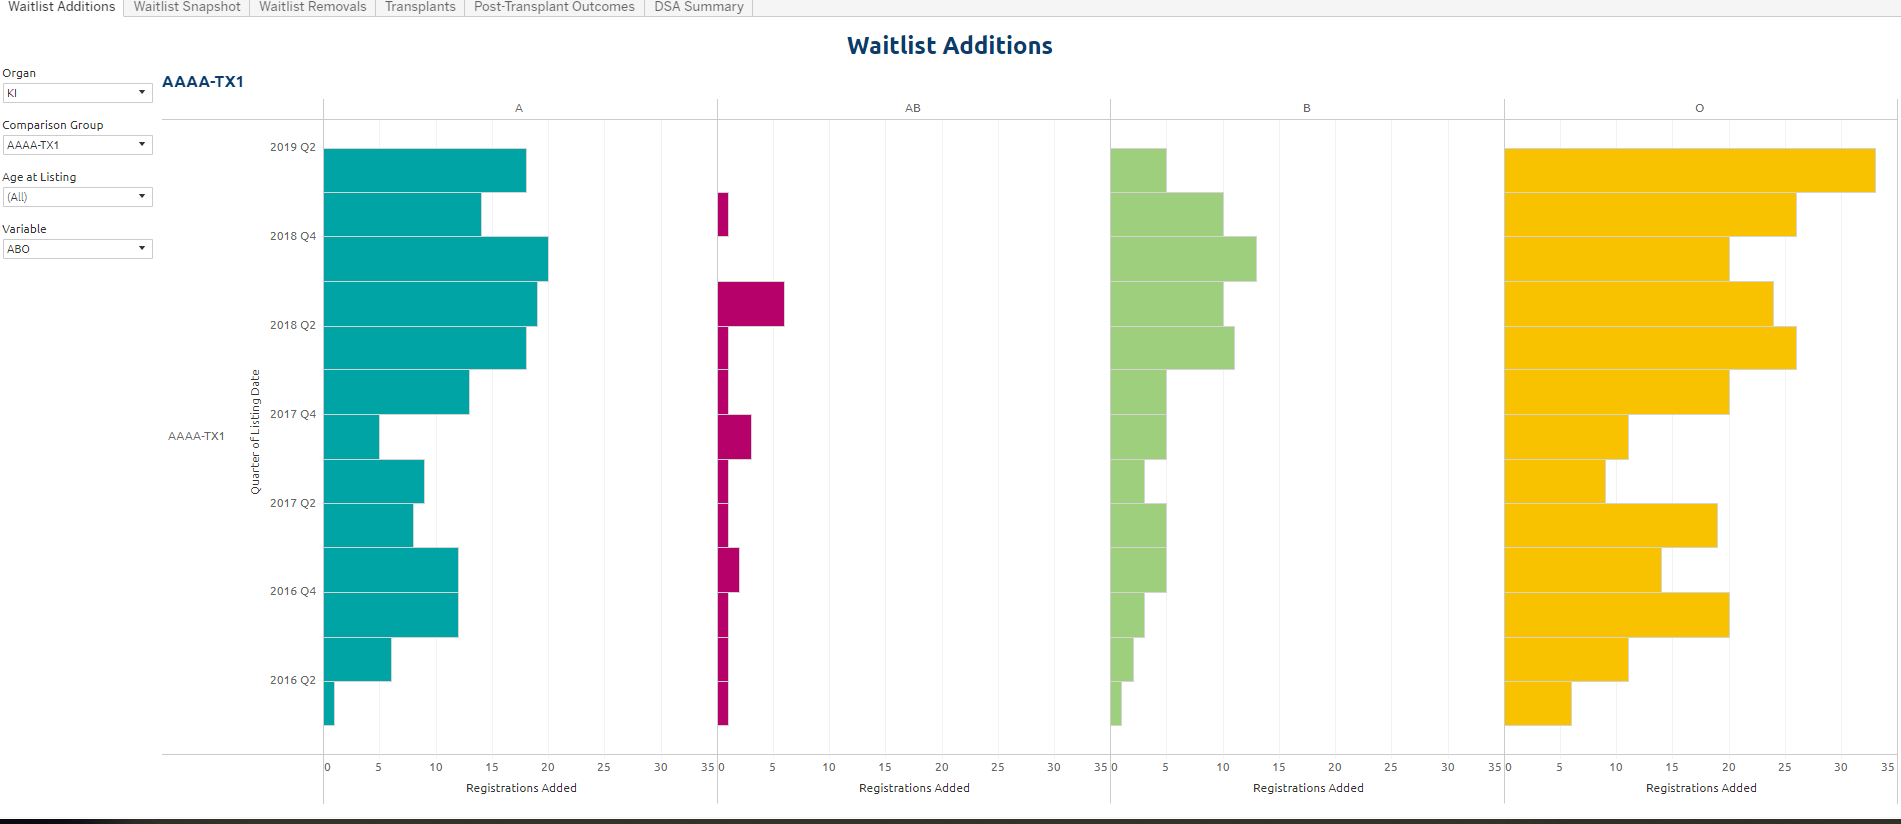 Waitlist Additions Waitlist Snapshot Waitlist Removals Transplants Post-Transplant Outcomes DSA Summary
Waitlist Additions
Organ
KI
Comparison Group
AAAA-TX1
Age at Listing
(All)
Variable
ABO
AAAA-TX1
A AB B O
AAAA-TX1
Quarter of Listing Date
2019 Q2
2018 Q4
2018 Q2
2017 Q4
2017 Q2
2016 Q4
2016 Q2
0 5 10 15 20 25 30 35 0 5 10 15 20 25 30 35 0 5 10 15 20 25 30 35 0 5 10 15 20 25 30 35
Registrations Added Registrations Added Registrations Added Registrations Added